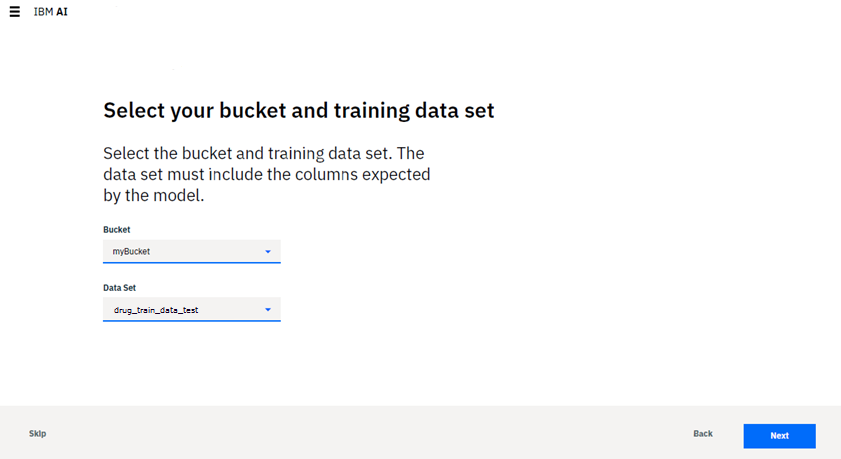 IBM AI
Select your bucket and training data set
Select the bucket and training data set. The
data set must include the columns expected
by the model.
Bucket
myBucket
Data Set
drug_train_data_test
Skip
Back
Next